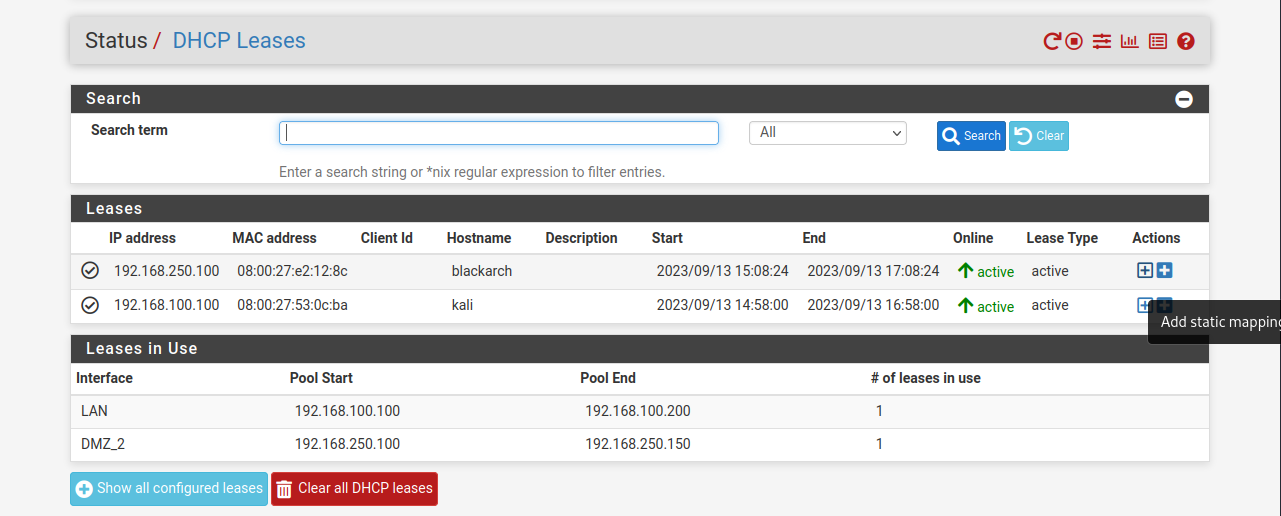 Status / DHCP Leases
Search
Search term
All
Search
Clear
Enter a search string or *nix regular expression to filter entries.
Leases
IP address MAC address Client Id Hostname Description Start End Online Lease Type Actions
192.168.250.100 08:00:27:e2:12:8c blackarch 2023/09/13 15:08:24 2023/09/13 17:08:24 active active
192.168.100.100 08:00:27:53:0c:ba kali 2023/09/13 14:58:00 2023/09/13 16:58:00 active active
Add static mapping
Leases in Use
Interface Pool Start Pool End # of leases in use
LAN 192.168.100.100 192.168.100.200 1
DMZ_2 192.168.250.100 192.168.250.150 1
Show all configured leases Clear all DHCP leases